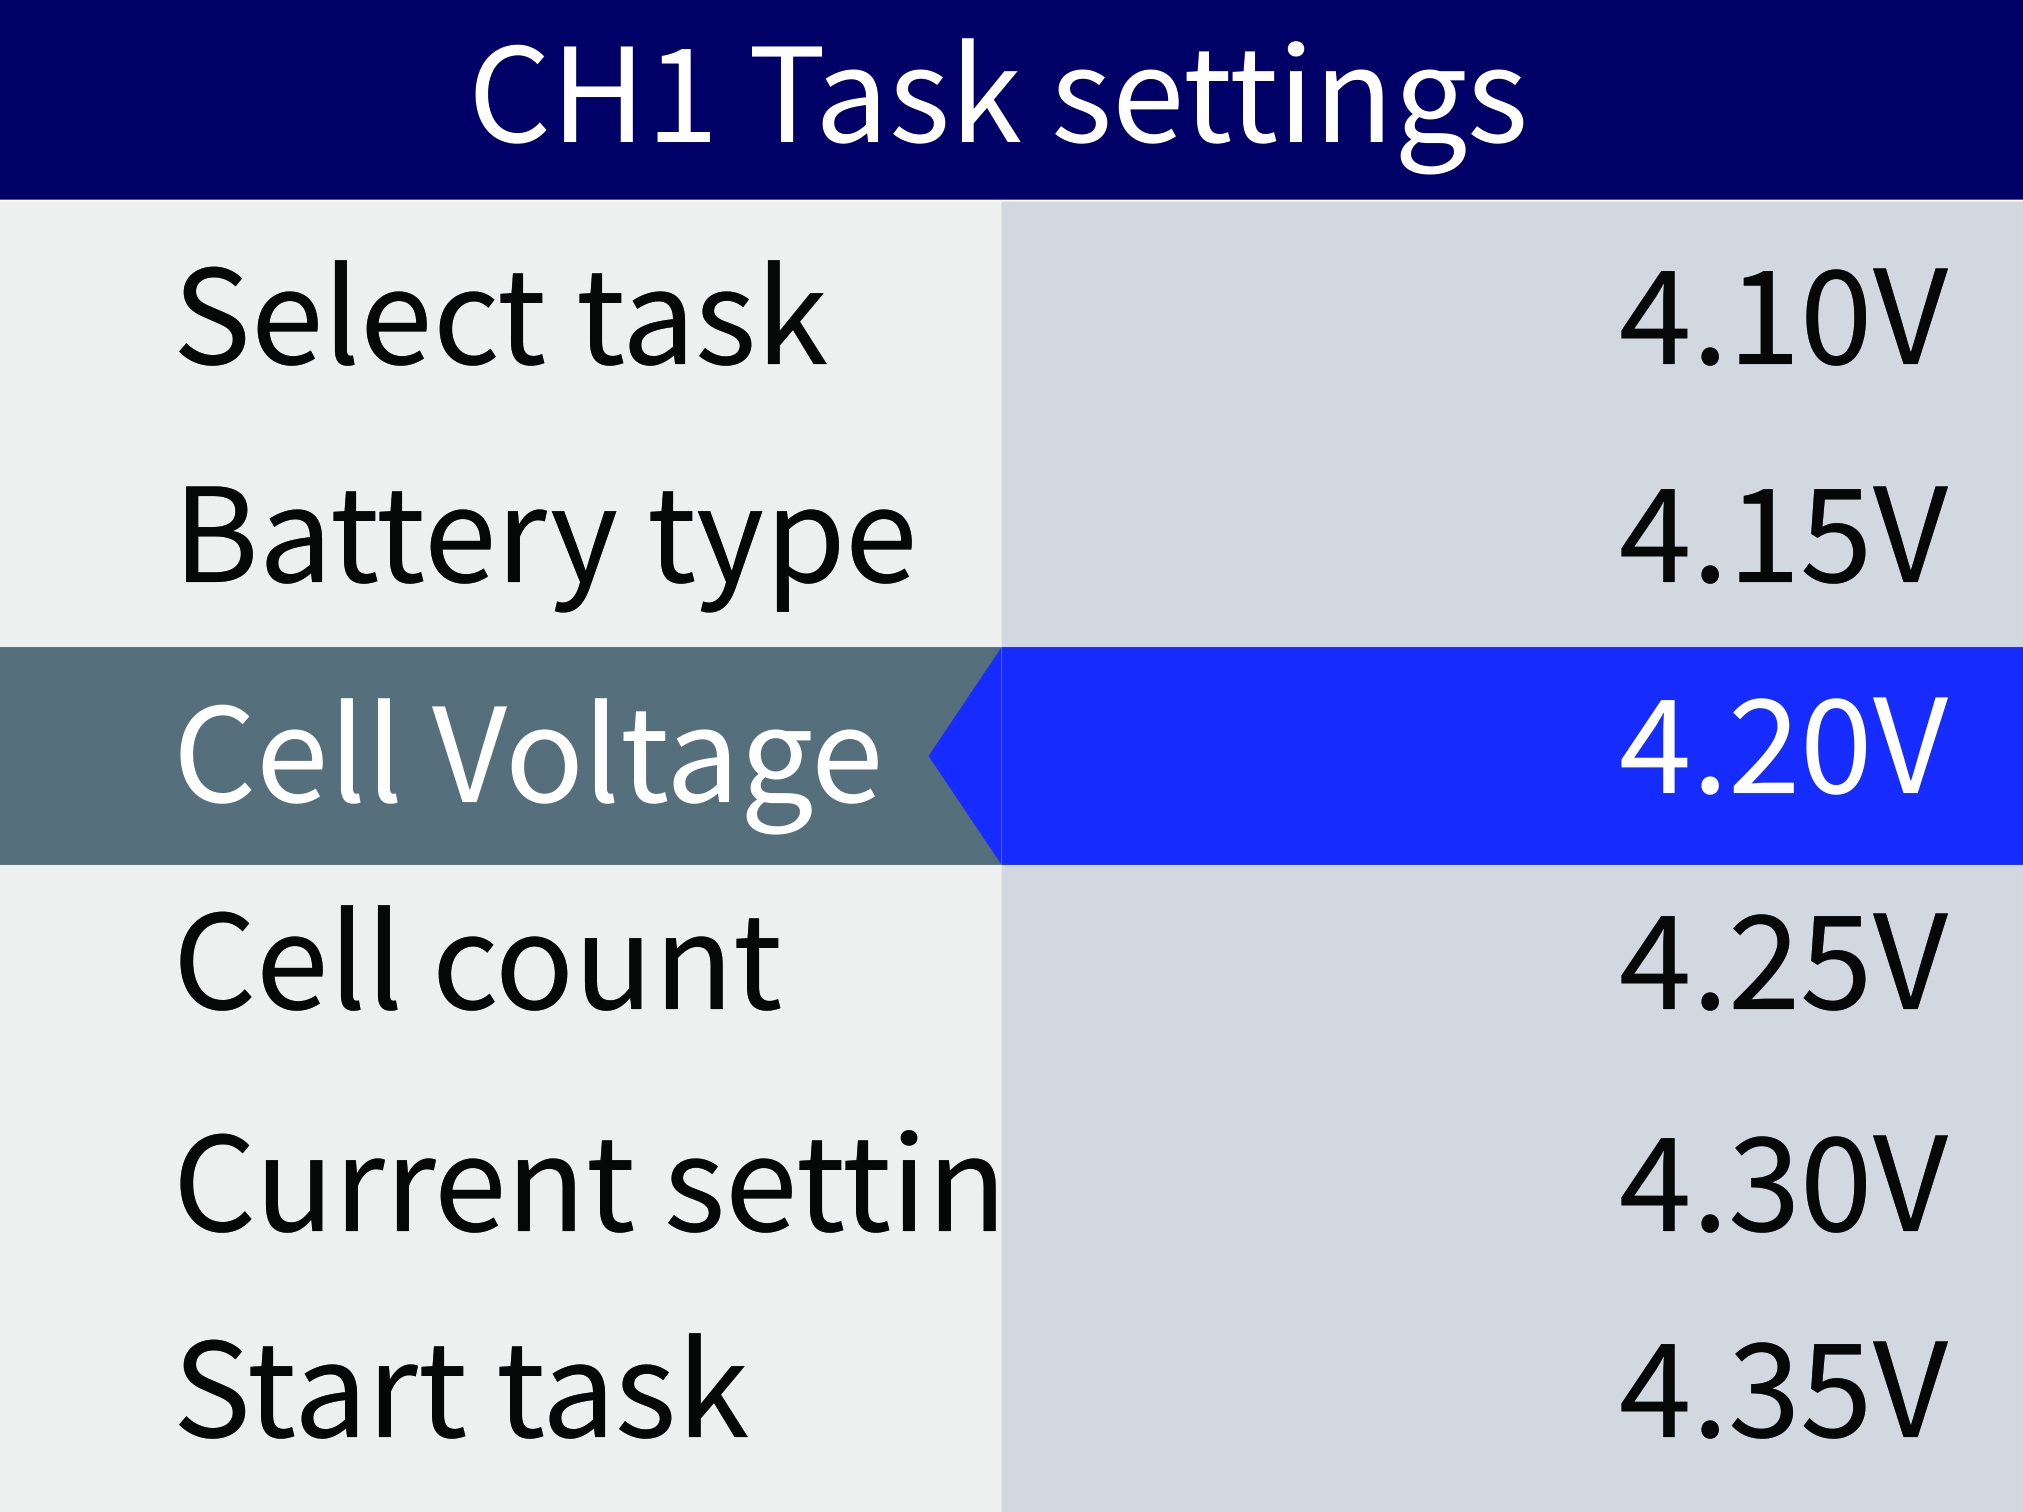 CH1 Task settings
Select task 4.10V
Battery type 4.15V
Cell Voltage 4.20V
Cell count 4.25V
Current settin 4.30V
Start task 4.35V